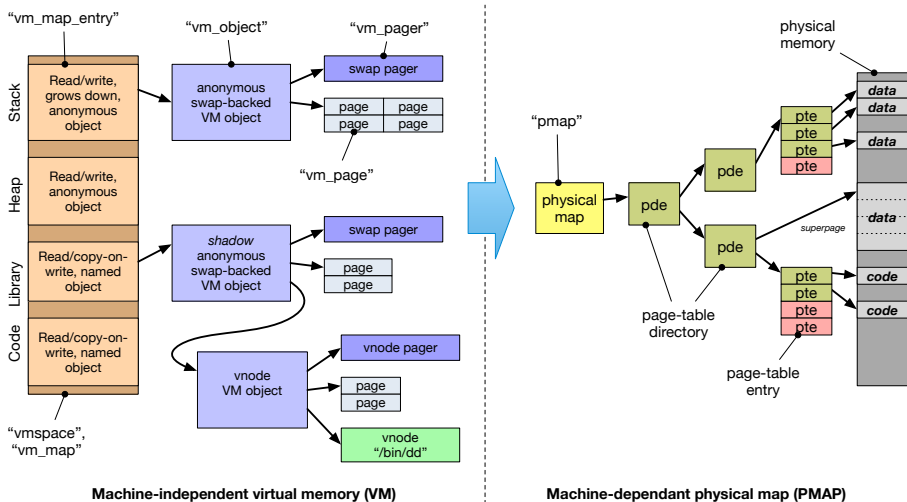 “vm_map_entry”
“vm_object”
“vm_pager”
Stack
Read/write,
grows down,
anonymous
object
anonymous
swap-backed
VM object
swap pager
page
page
page
page
“vm_page”
Heap
Read/write,
anonymous
object
Library
Read/copy-on-
write, named
object
shadow
anonymous
swap-backed
VM object
swap pager
page
page
Code
Read/copy-on-
write, named
object
vnode
VM object
vnode pager
page
page
vnode
“/bin/dd”
“vmspace”,
“vm_map”
Machine-independent virtual memory (VM)
physical
memory
“pmap”
physical
map
pde
pde
pde
pte
pte
pte
pte
data
data
data
superpage
data
pte
pte
pte
pte
code
code
page-table
directory
page-table
entry
Machine-dependant physical map (PMAP)